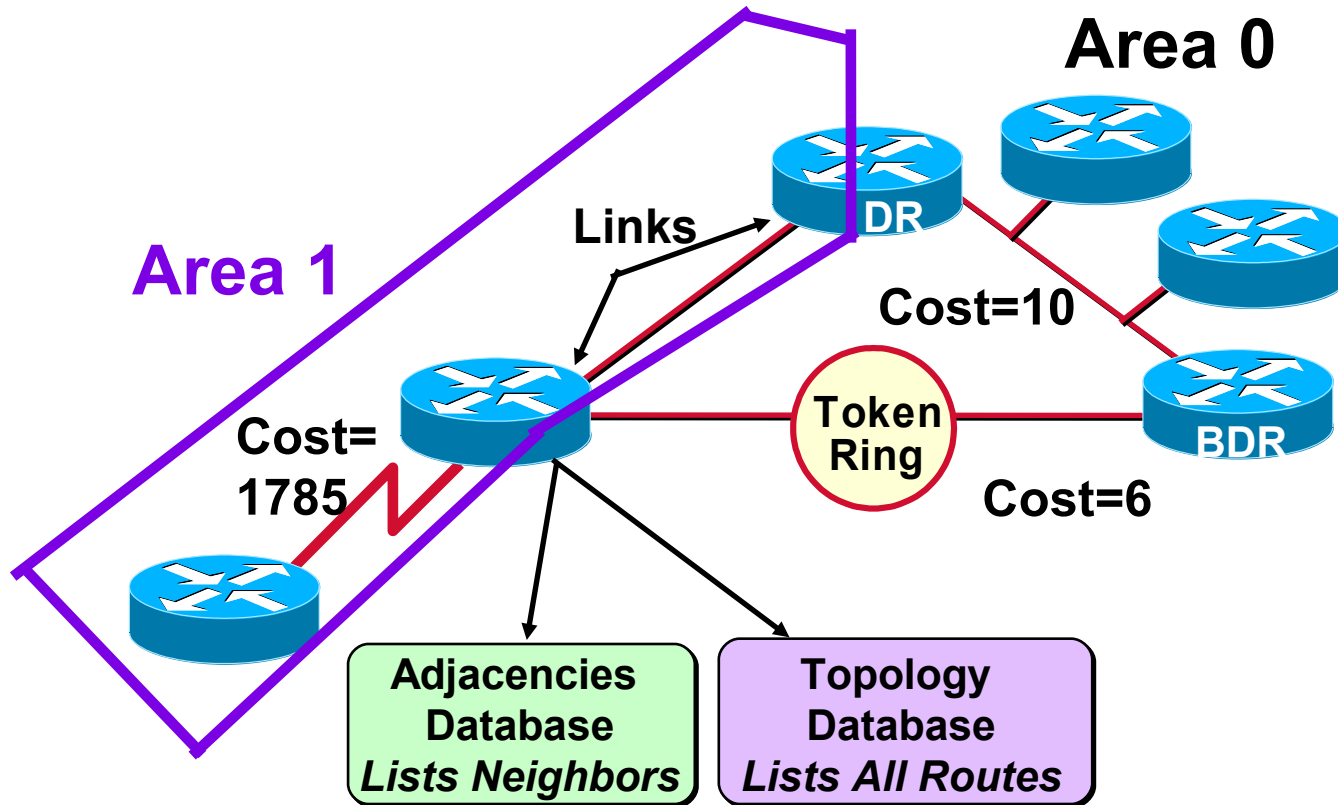 Area 0
DR
Links
Area 1
Cost=10
Cost=
1785
Token
Ring
BDR
Cost=6
Adjacencies
Database
Lists Neighbors
Topology
Database
Lists All Routes